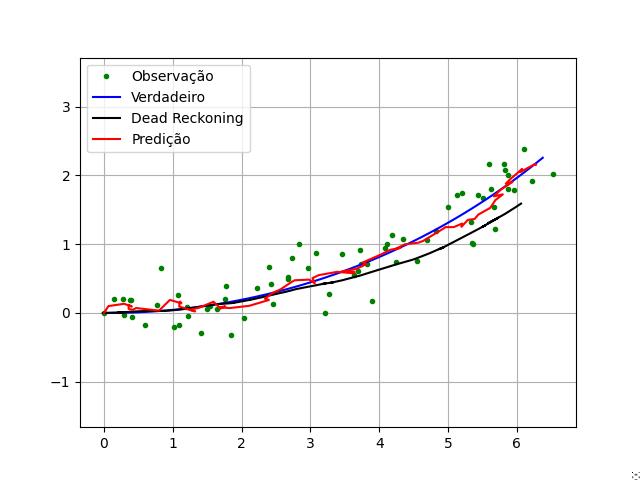 Observação
Verdadeiro
Dead Reckoning
Predição
3
2
1
0
−1
0 1 2 3 4 5 6